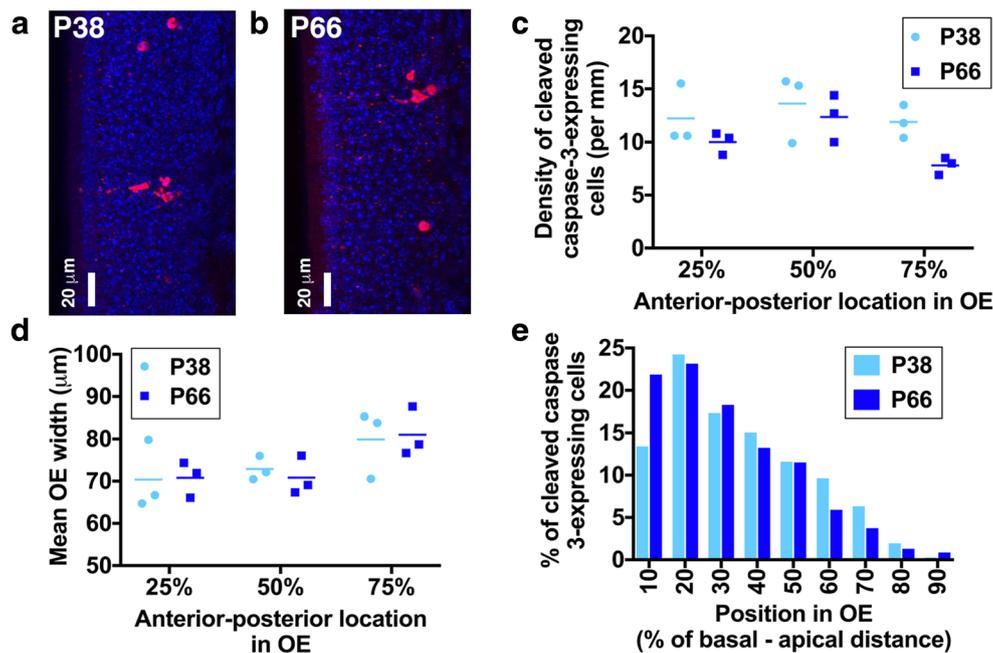 a
P38
20 μm
b
P66
20 μm
c
Density of cleaved
caspase-3-expressing
cells (per mm)
20
15
10
5
0
P38
P66
25%
50%
75%
Anterior-posterior location in OE
d
Mean OE width (μm)
100
90
80
70
60
50
P38
P66
25%
50%
75%
Anterior-posterior location
in OE
e
% of cleaved caspase
3-expressing cells
25
20
15
10
5
0
P38
P66
10
20
30
40
50
60
70
80
90
Position in OE
(% of basal - apical distance)